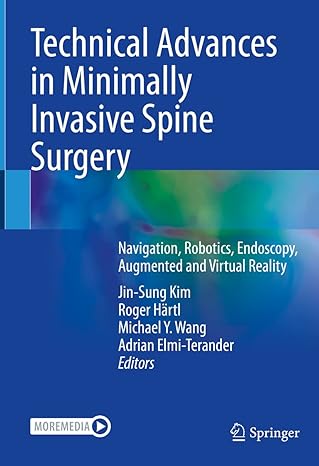 Technical Advances
in Minimally
Invasive Spine
Surgery
Navigation, Robotics, Endoscopy,
Augmented and Virtual Reality
Jin-Sung Kim
Roger Härtl
Michael Y. Wang
Adrian Elmi-Terander
Editors
MOREMEDIA
Springer